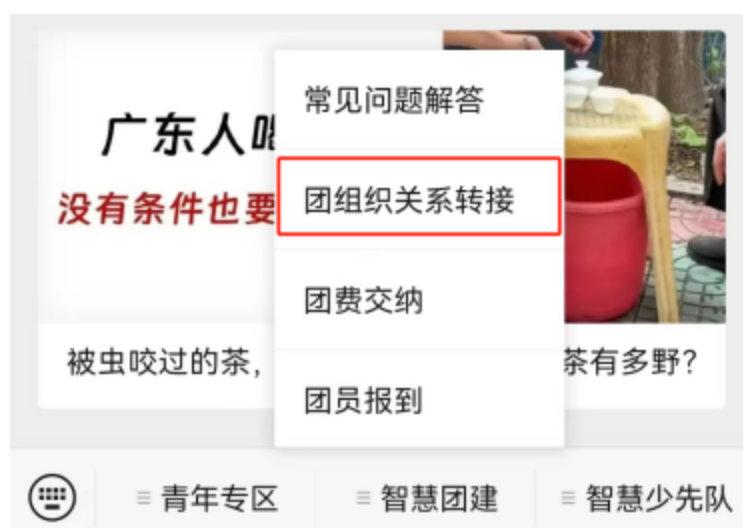 广东人
没有条件也要
常见问题解答
团组织关系转接
团费交纳
团员报到
被虫咬过的茶,
茶有多野?
≡ 青年专区
≡ 智慧团建
≡ 智慧少先队